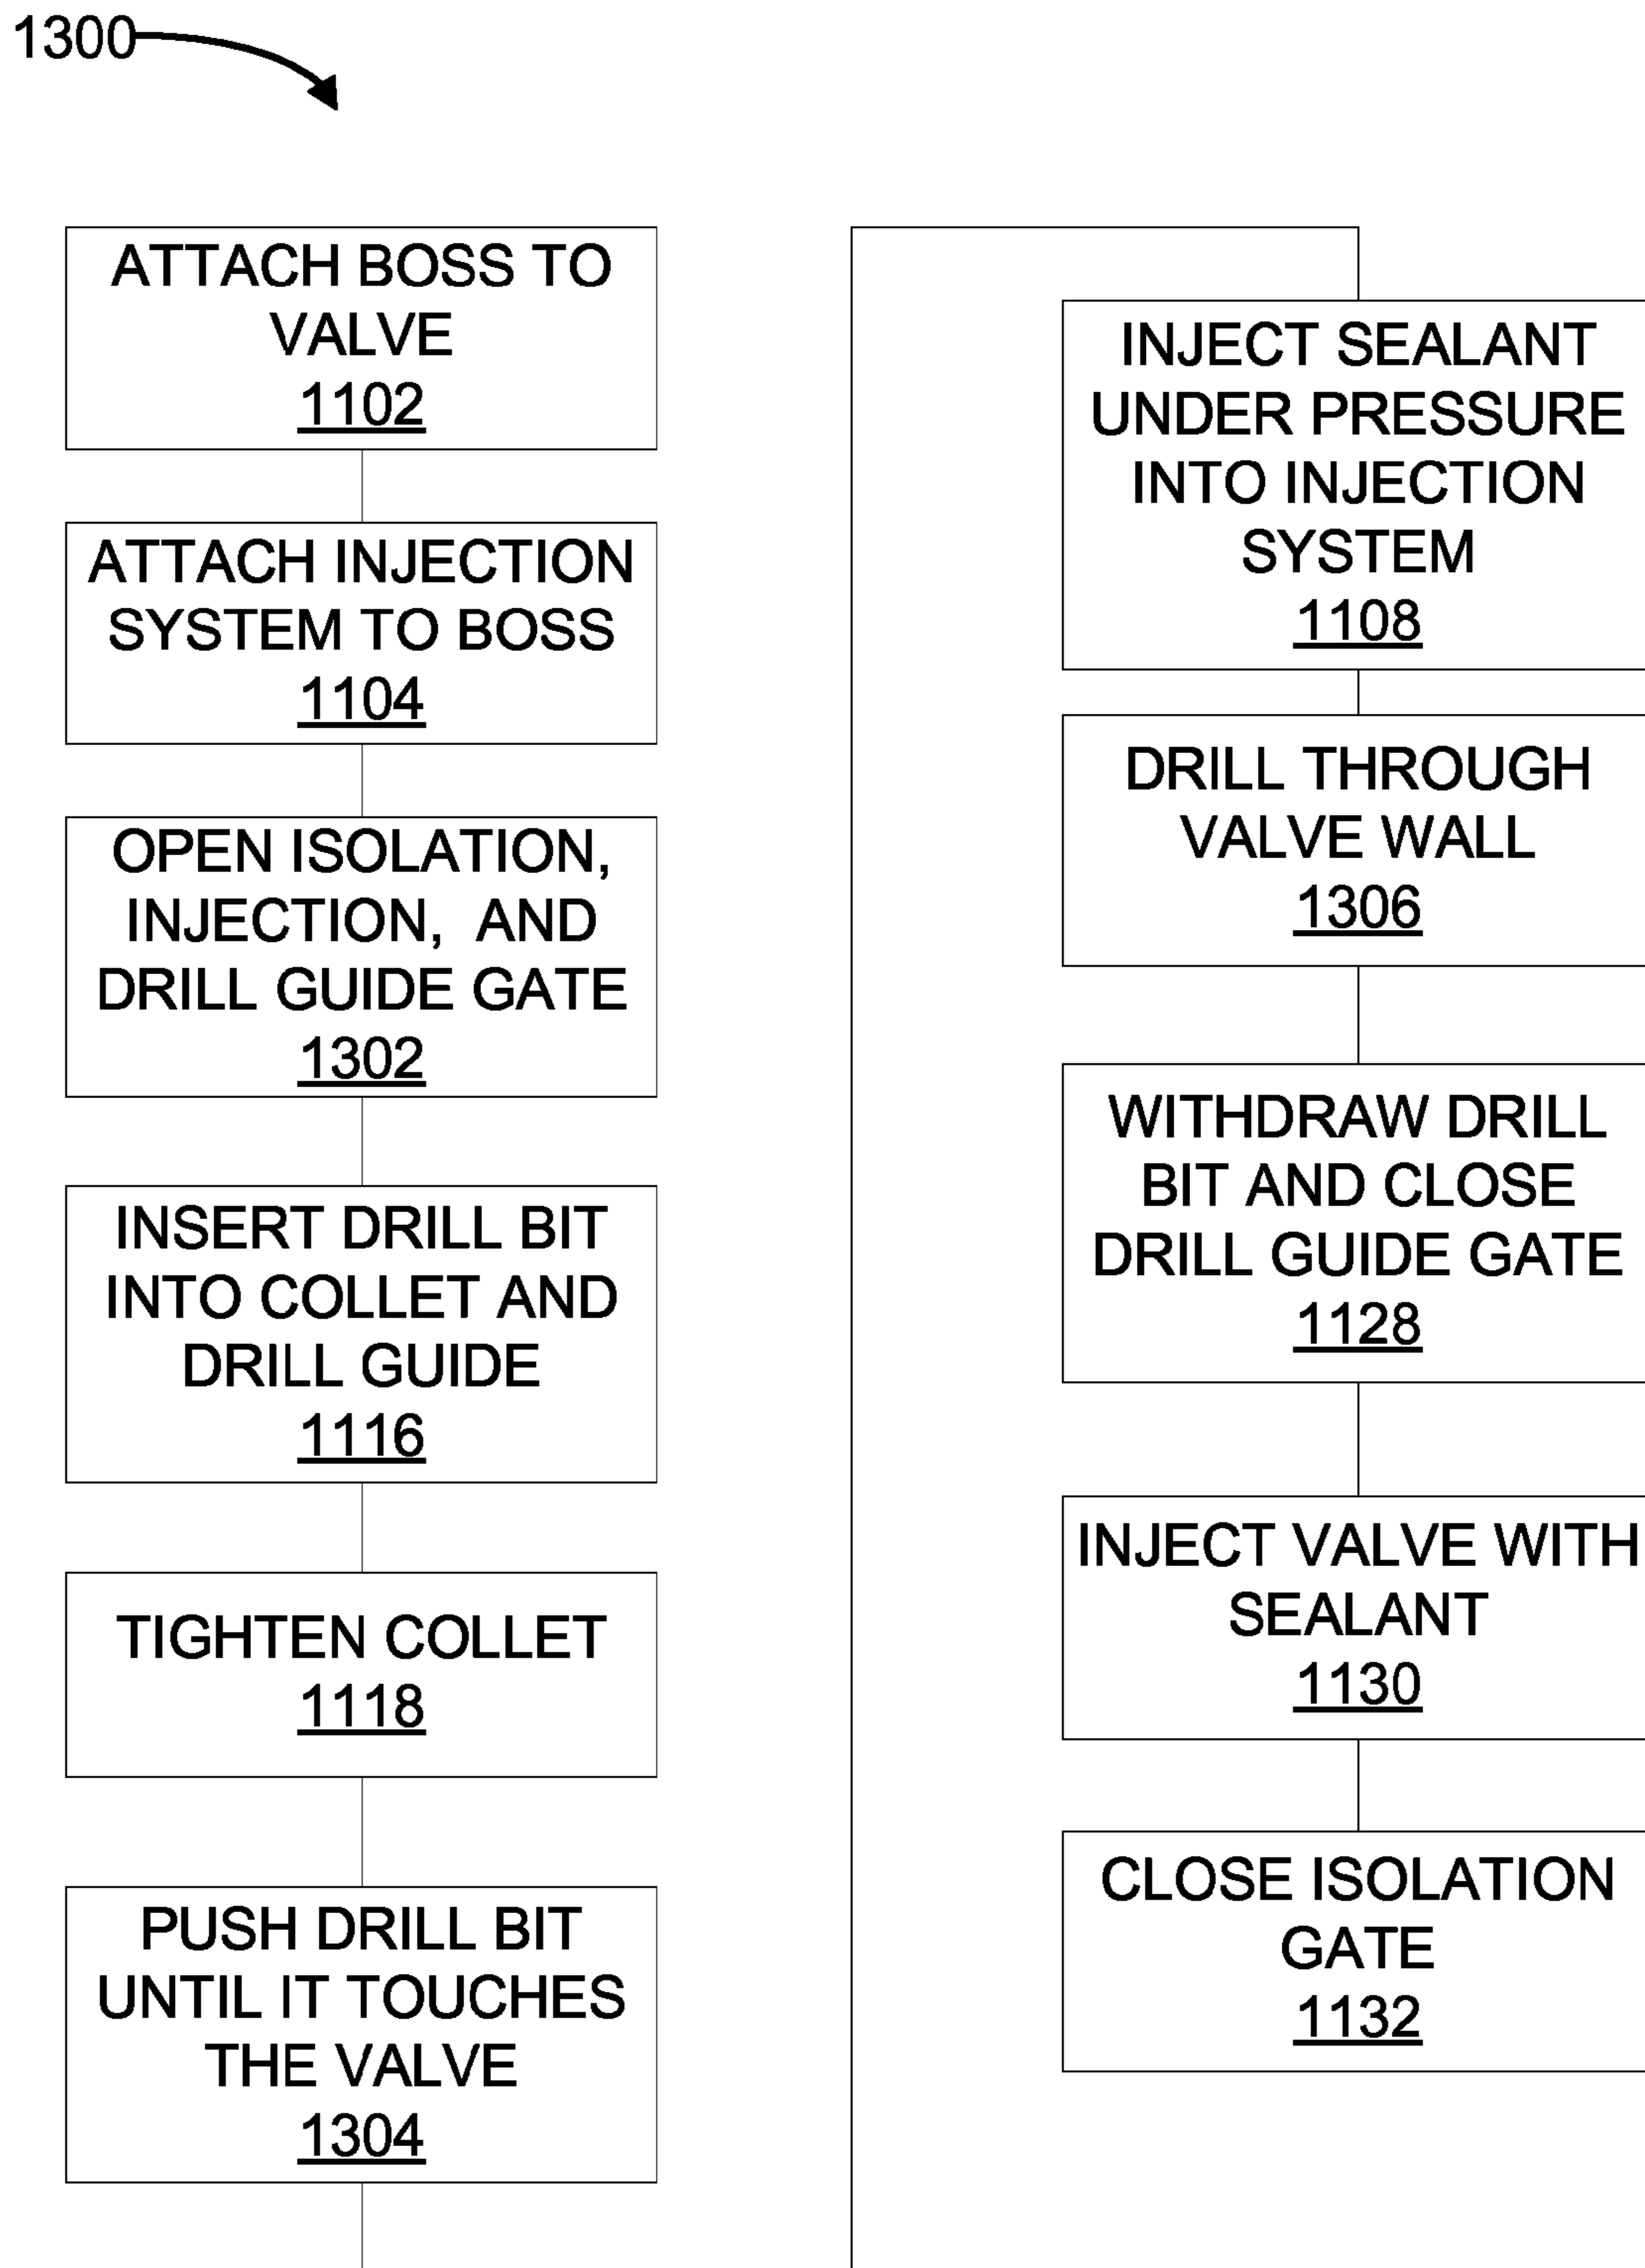 1300
ATTACH BOSS TO
VALVE
1102
ATTACH INJECTION
SYSTEM TO BOSS
1104
OPEN ISOLATION,
INJECTION, AND
DRILL GUIDE GATE
1302
INSERT DRILL BIT
INTO COLLET AND
DRILL GUIDE
1116
TIGHTEN COLLET
1118
PUSH DRILL BIT
UNTIL IT TOUCHES
THE VALVE
1304
INJECT SEALANT
UNDER PRESSURE
INTO INJECTION
SYSTEM
1108
DRILL THROUGH
VALVE WALL
1306
WITHDRAW DRILL
BIT AND CLOSE
DRILL GUIDE GATE
1128
INJECT VALVE WITH
SEALANT
1130
CLOSE ISOLATION
GATE
1132